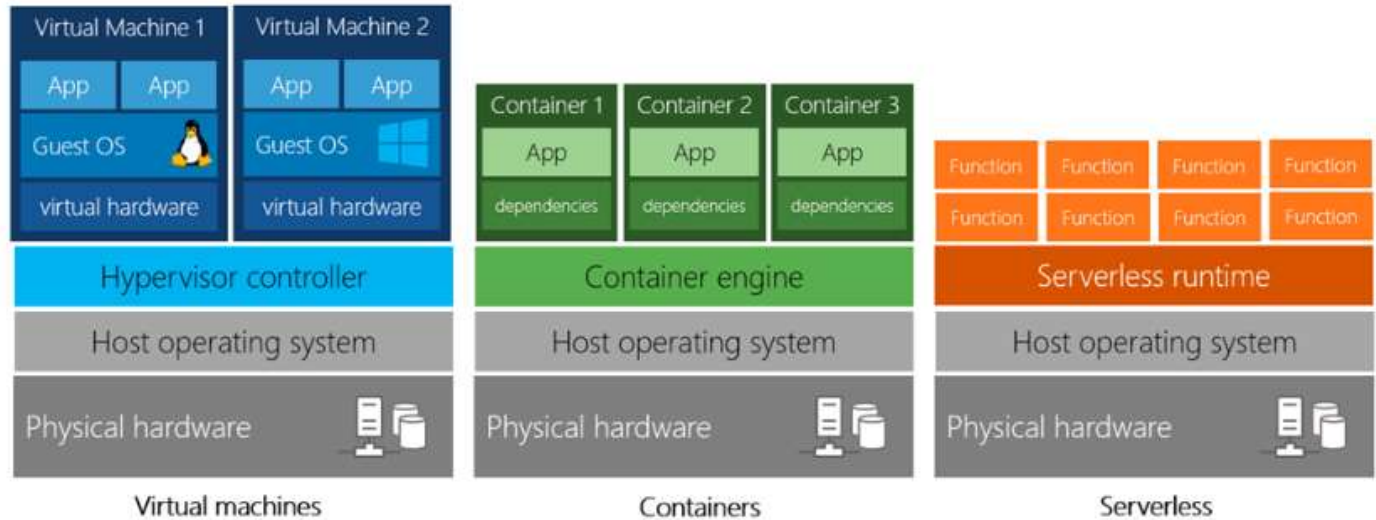 Virtual Machine 1
App App
Guest OS
virtual hardware
Virtual Machine 2
App App
Guest OS
virtual hardware
Hypervisor controller
Host operating system
Physical hardware
Virtual machines
Container 1
App
dependencies
Container 2
App
dependencies
Container 3
App
dependencies
Container engine
Host operating system
Physical hardware
Containers
Function Function Function Function
Function Function Function Function
Serverless runtime
Host operating system
Physical hardware
Serverless